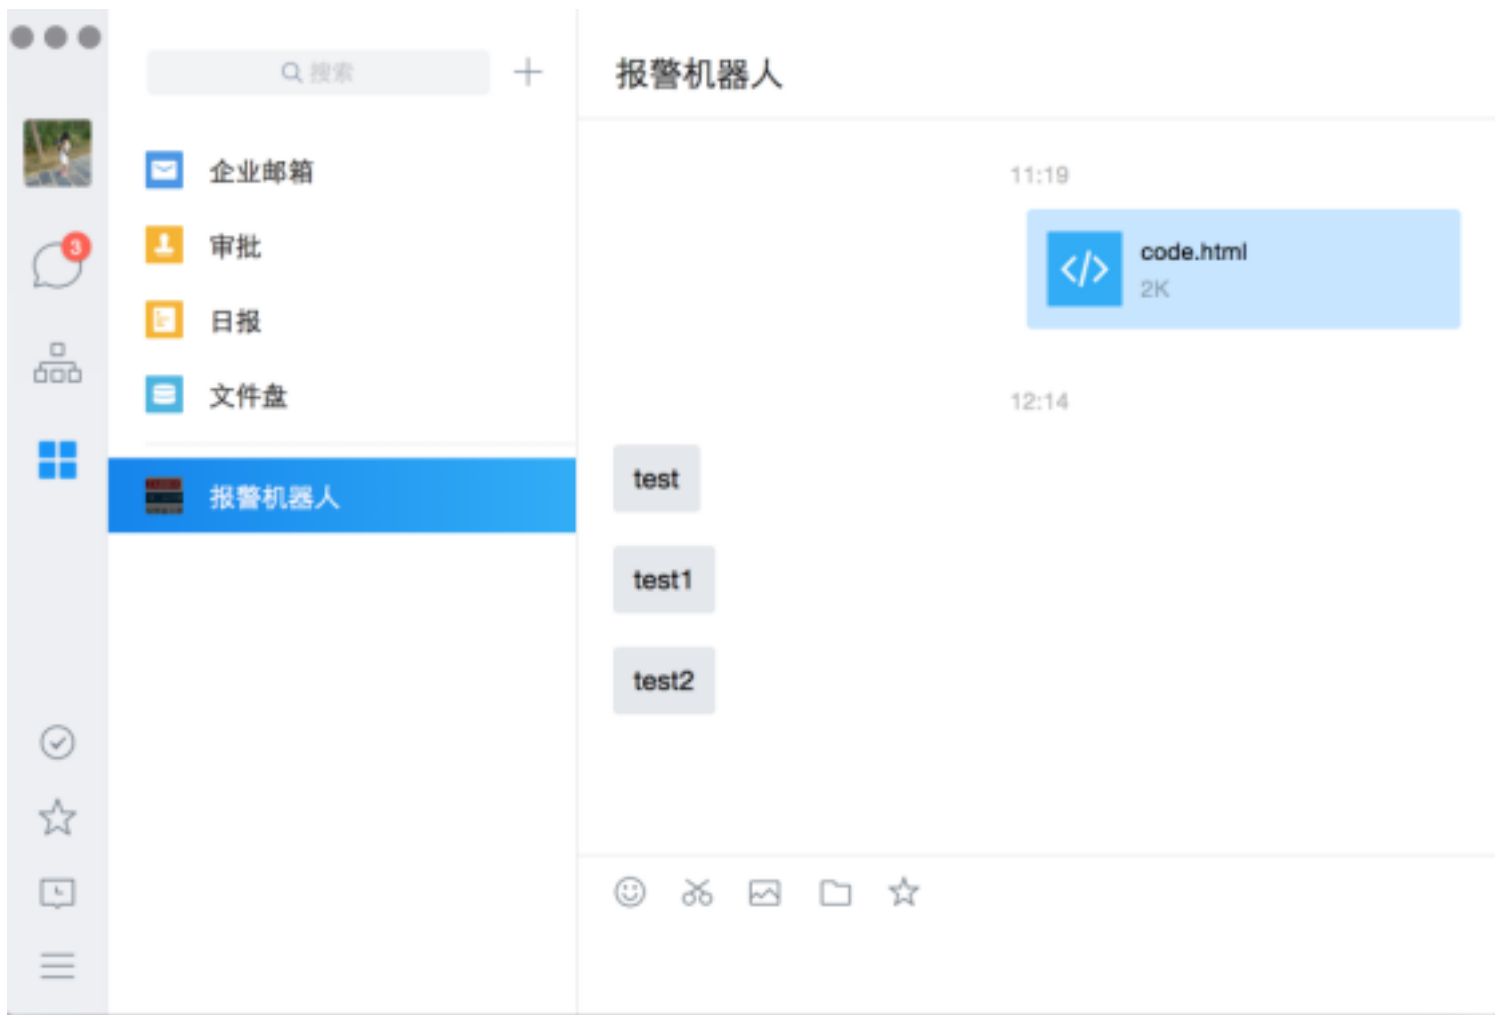 搜索
3
企业邮箱
审批
日报
文件盘
报警机器人
报警机器人
11:19
code.html
2K
12:14
test
test1
test2